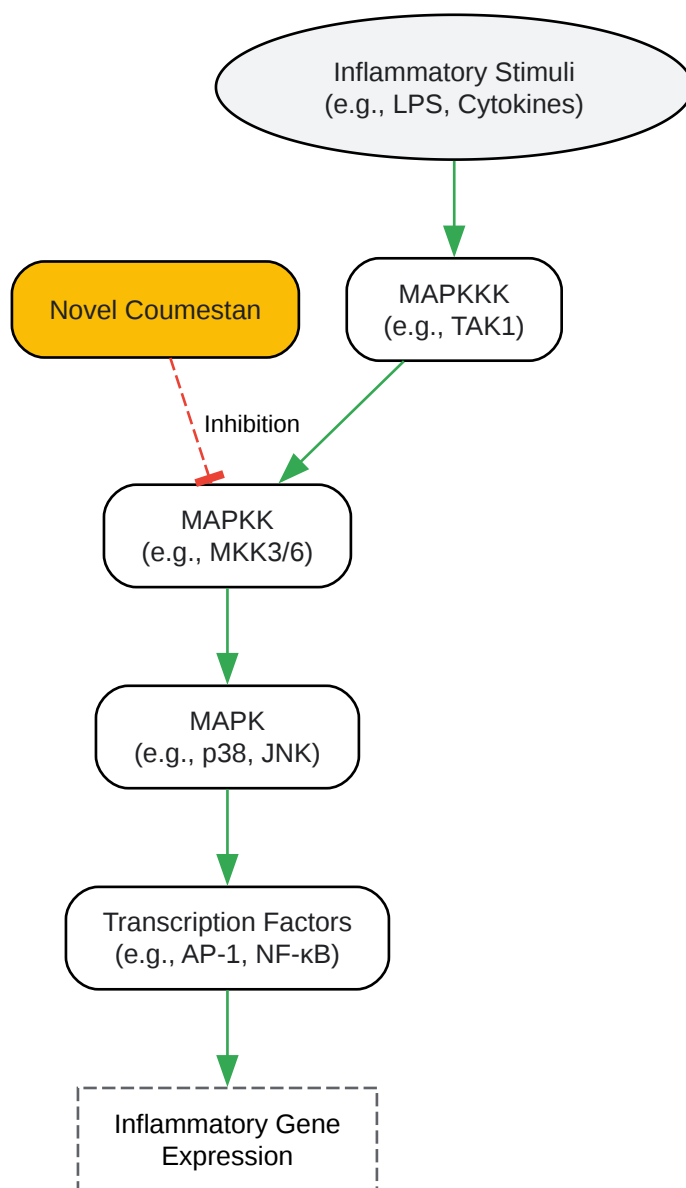 Inflammatory Stimuli
(e.g., LPS, Cytokines)
Novel Coumestan
MAPKKK
(e.g., TAK1)
Inhibition
MAPKK
(e.g., MKK3/6)
MAPK
(e.g., p38, JNK)
Transcription Factors
(e.g., AP-1, NF-κB)
Inflammatory Gene
Expression